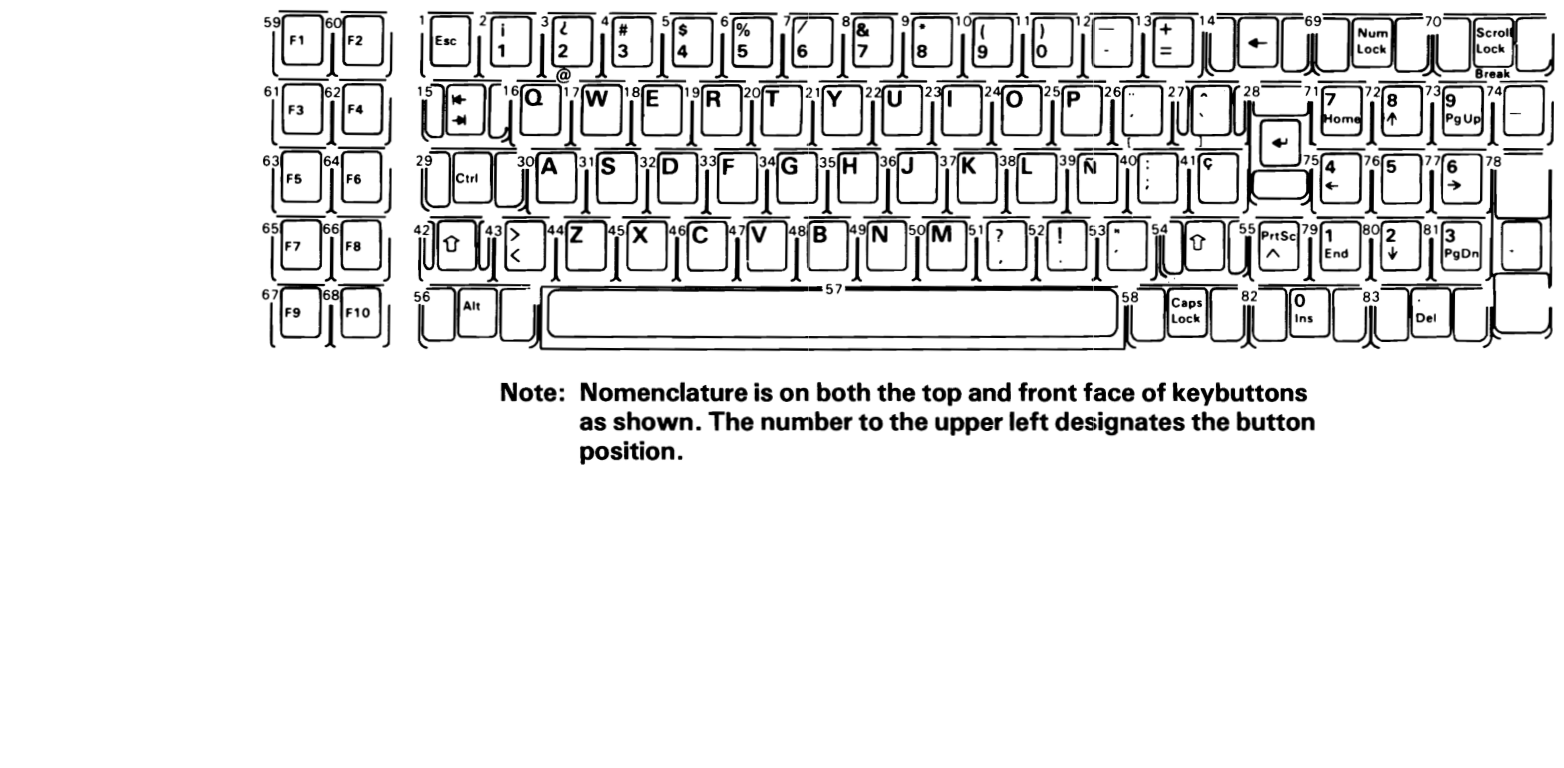 59 60 1 2 3 4 5 6 7 8 9 10 11 12 13 14 69 70
F1 F2 Esc ¡ 1 ¿ 2 # 3 $ 4 % 5 / 6 & 7 * 8 ( 9 ) 0 — - + = ← Num Lock Scroll Lock
@ Break
61 62 15 16 17 18 19 20 21 22 23 24 25 26 27 28 71 72 73 74
F3 F4 Q W E R T Y U I O P ¨ ´ ^ ` 7 Home 8 ↑ 9 PgUp —
[ ] ↵
63 64 29 30 31 32 33 34 35 36 37 38 39 40 41 75 76 77 78
F5 F6 Ctrl A S D F G H J K L Ñ : ; Ç 4 ← 5 6 →
65 66 42 43 44 45 46 47 48 49 50 51 52 53 54 55 79 80 81
F7 F8 ⇧ > < Z X C V B N M ? , ! . " ' ⇧ PrtSc ^ 1 End 2 ↓ 3 PgDn .
67 68 56 57 58 82 83
F9 F10 Alt Caps Lock 0 Ins . Del
Note: Nomenclature is on both the top and front face of keybuttons
as shown. The number to the upper left designates the button
position.